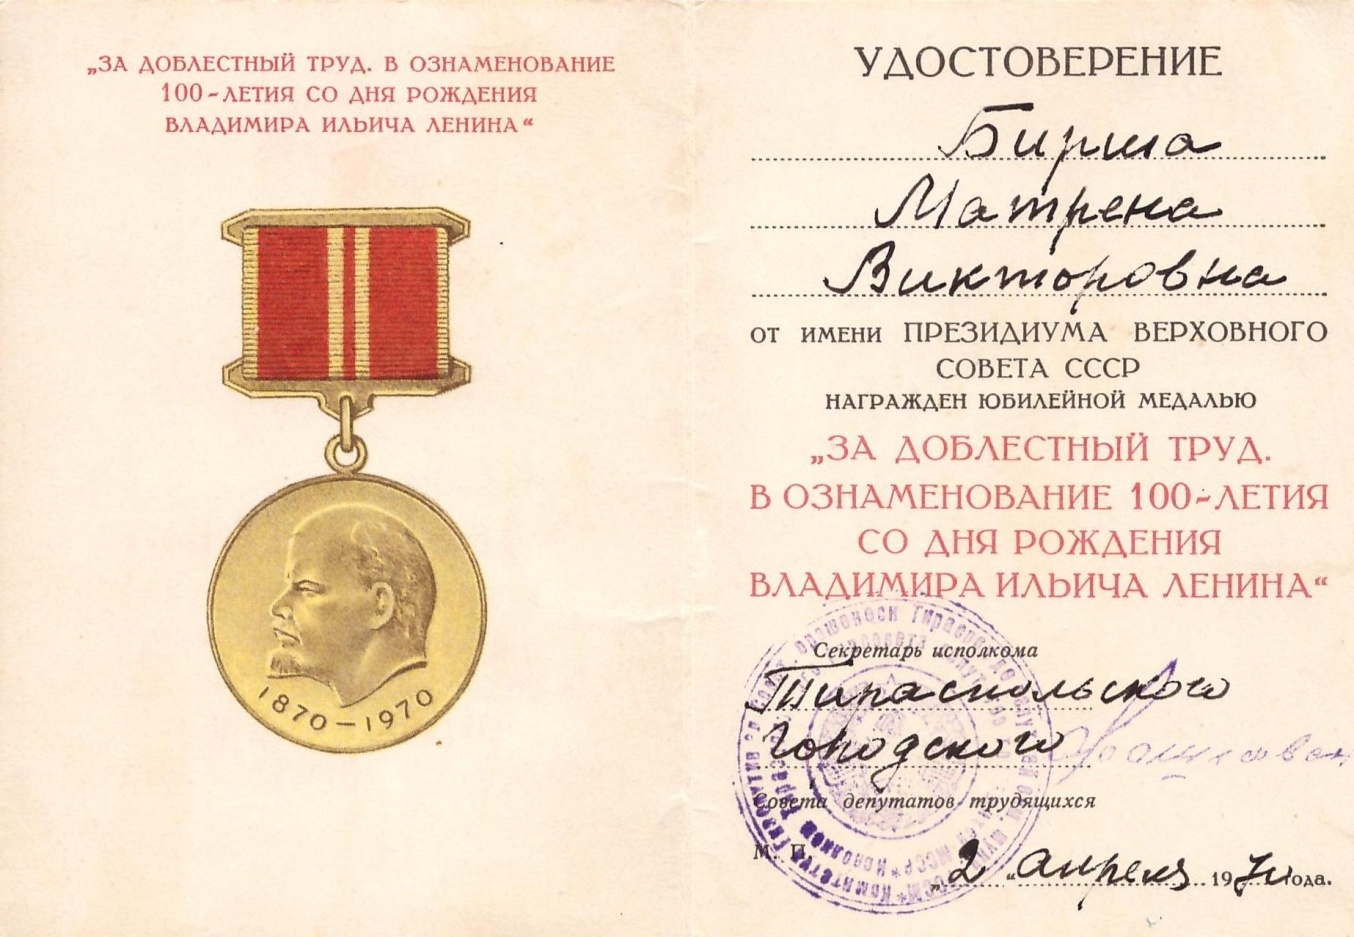 „ЗА ДОБЛЕСТНЫЙ ТРУД. В ОЗНАМЕНОВАНИЕ
100-ЛЕТИЯ СО ДНЯ РОЖДЕНИЯ
ВЛАДИМИРА ИЛЬИЧА ЛЕНИНА“
1870-1970
УДОСТОВЕРЕНИЕ
Бирша
Матрена
Викторовна
ОТ ИМЕНИ ПРЕЗИДИУМА ВЕРХОВНОГО
СОВЕТА СССР
НАГРАЖДЕН ЮБИЛЕЙНОЙ МЕДАЛЬЮ
„ЗА ДОБЛЕСТНЫЙ ТРУД.
В ОЗНАМЕНОВАНИЕ 100-ЛЕТИЯ
СО ДНЯ РОЖДЕНИЯ
ВЛАДИМИРА ИЛЬИЧА ЛЕНИНА“
Секретарь исполкома
Тираспольского
Городского
Совета депутатов трудящихся
М. П.
„2“ апреля 1970 года.